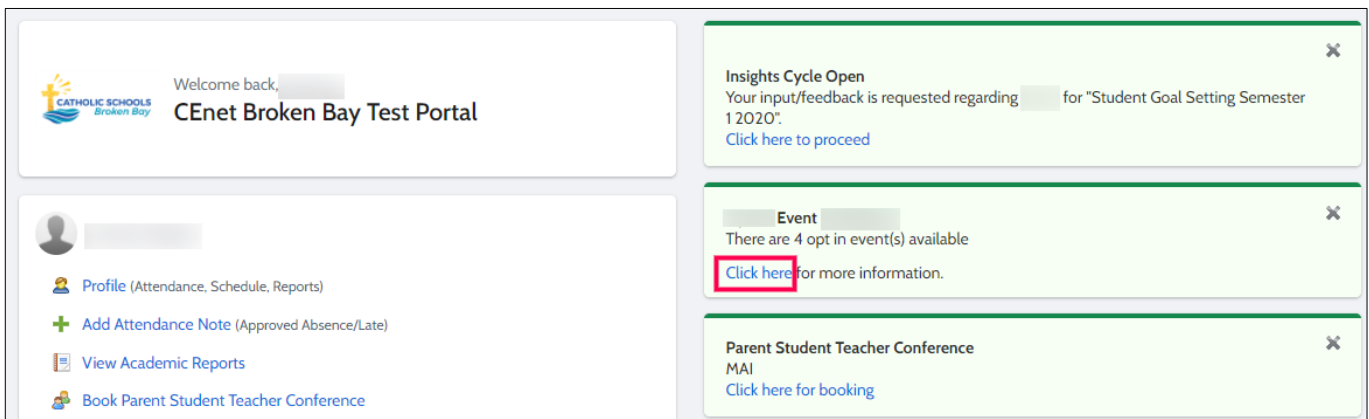 CATHOLIC SCHOOLS
Broken Bay
Welcome back,
CEnet Broken Bay Test Portal
Profile (Attendance, Schedule, Reports)
Add Attendance Note (Approved Absence/Late)
View Academic Reports
Book Parent Student Teacher Conference
Insights Cycle Open
Your input/feedback is requested regarding for "Student Goal Setting Semester
1 2020".
Click here to proceed
Event
There are 4 opt in event(s) available
Click here for more information.
Parent Student Teacher Conference
MAI
Click here for booking